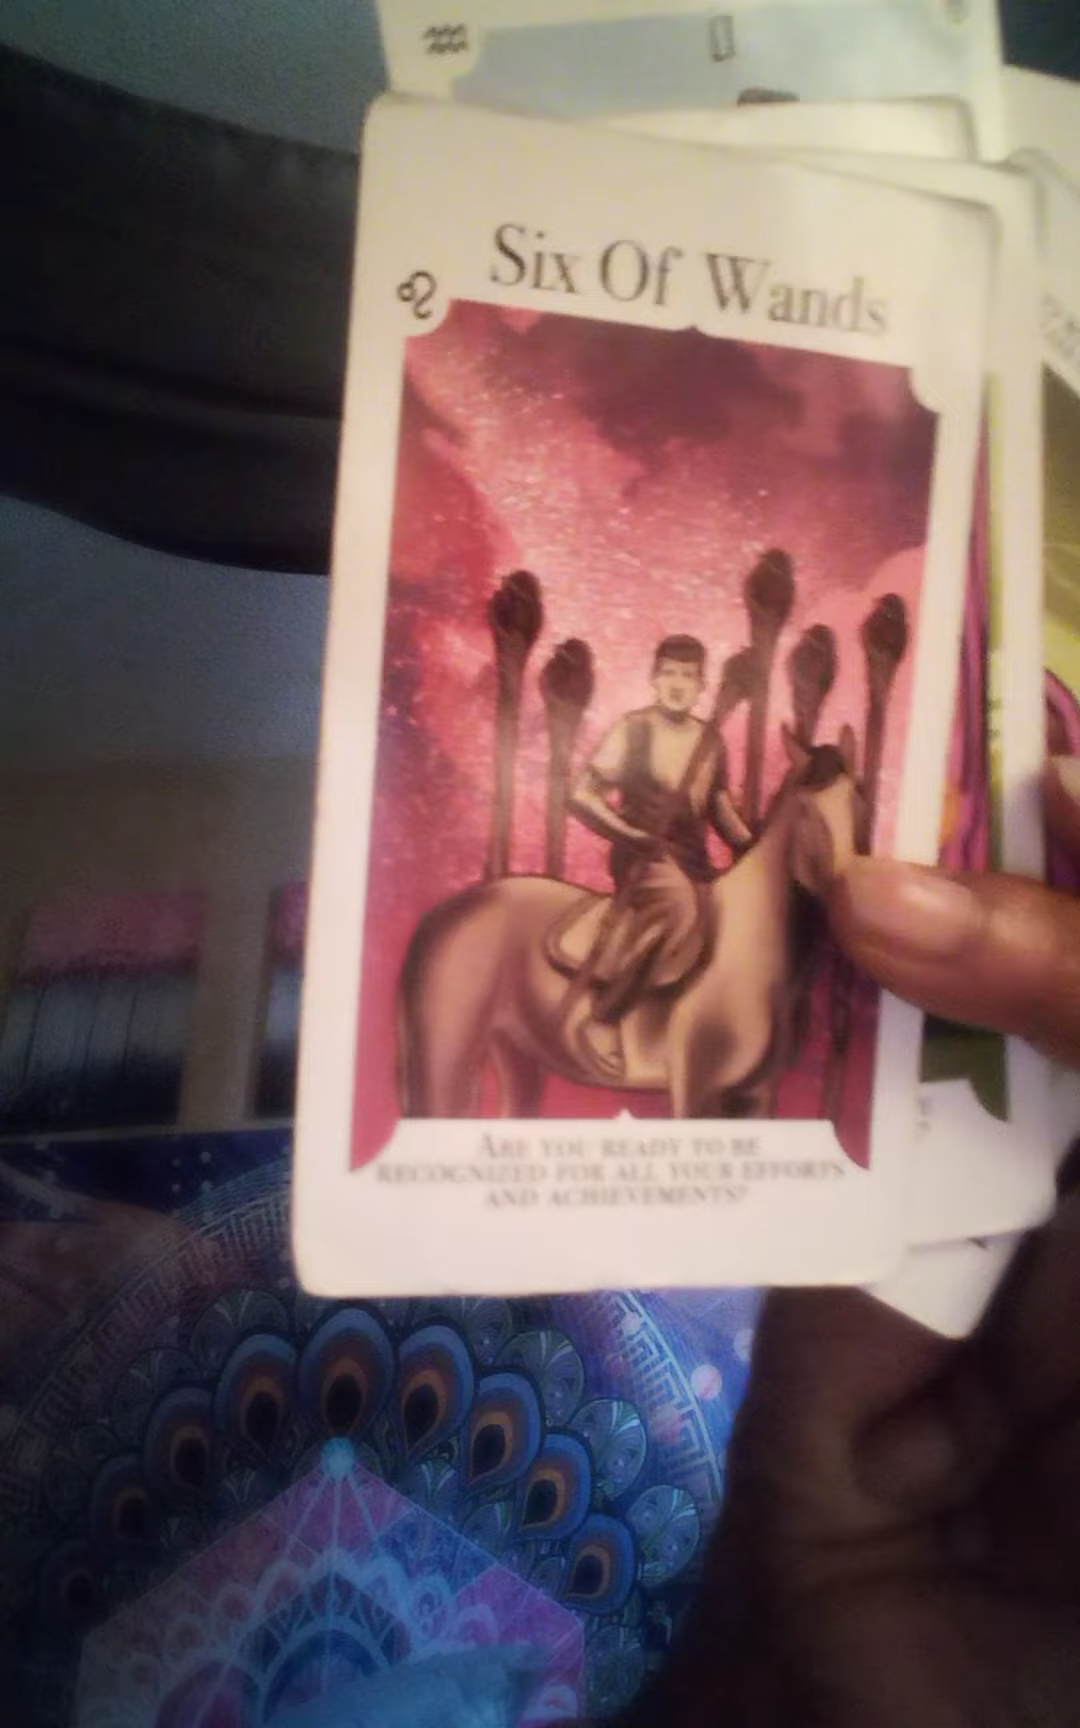 Six Of Wands
ARE YOU READY TO BE
RECOGNIZED FOR ALL YOUR EFFORTS
AND ACHIEVEMENTS?